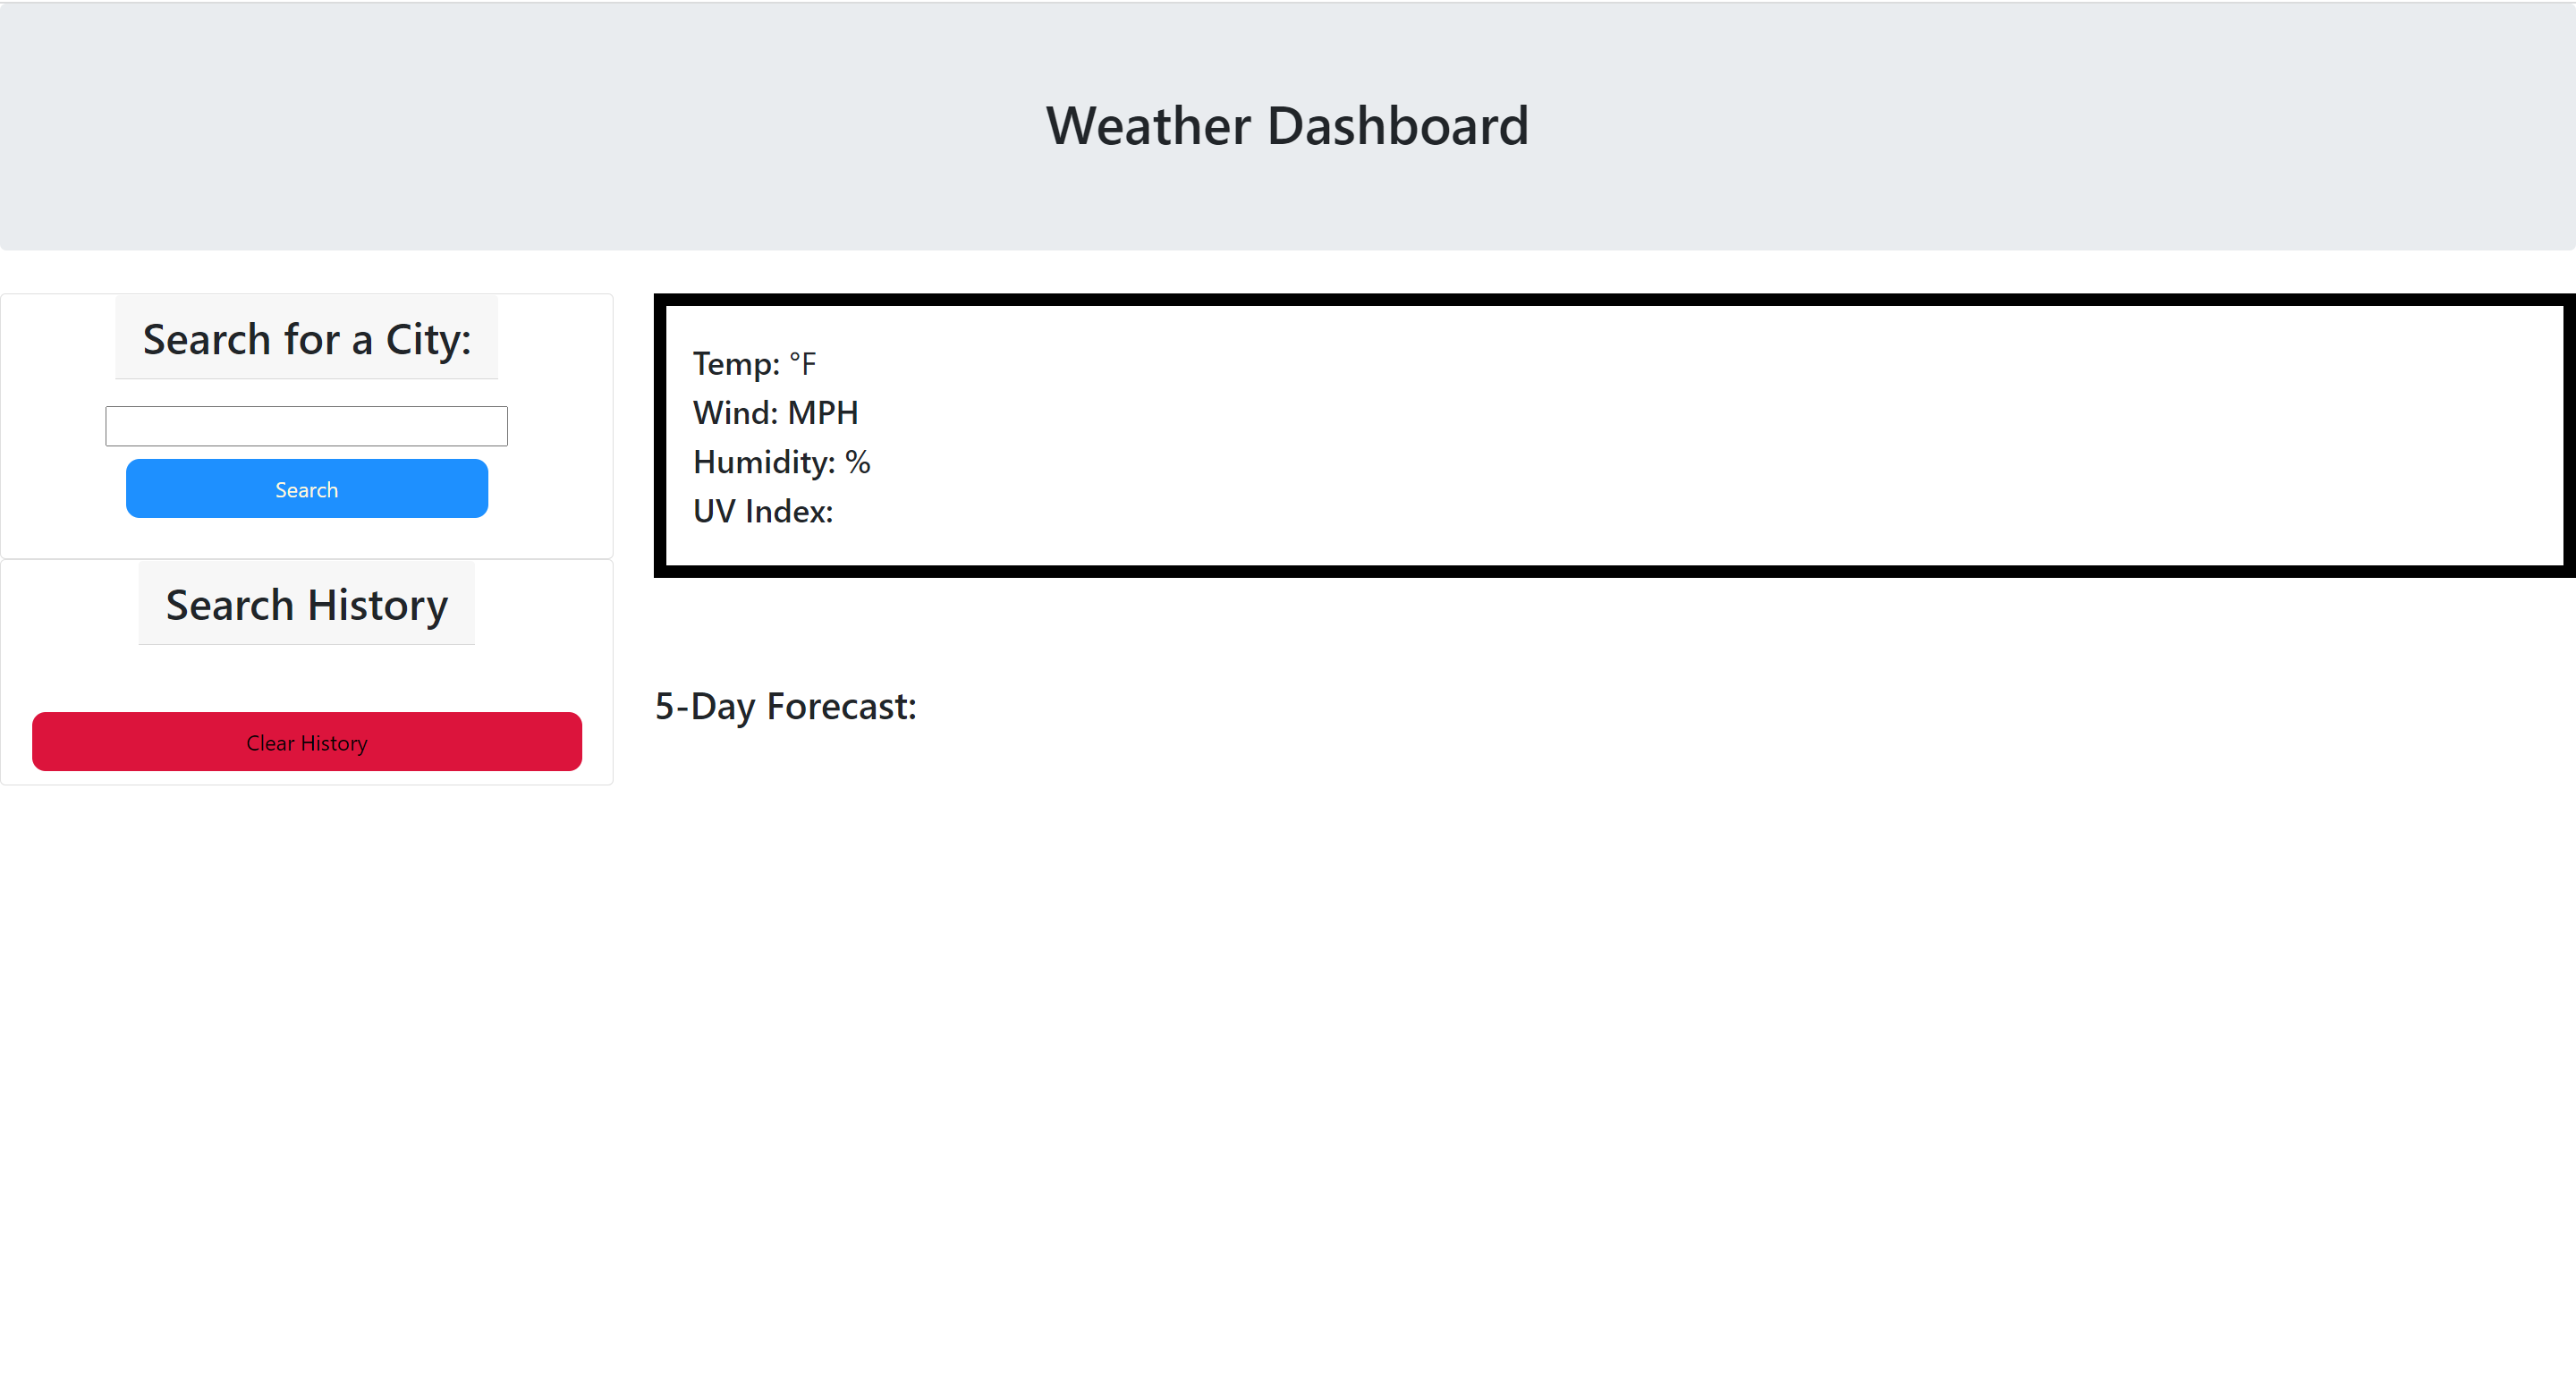 Weather Dashboard
Search for a City:
Search
Search History
Clear History
Temp: °F
Wind: MPH
Humidity: %
UV Index:
5-Day Forecast: